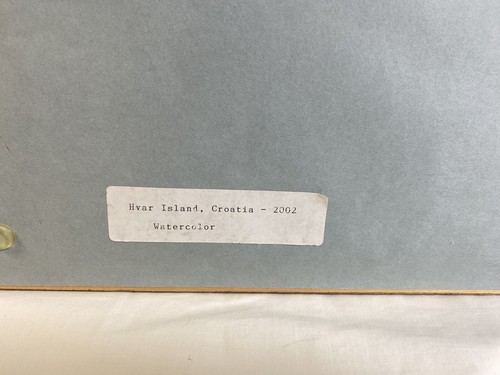 Hvar Island, Croatia - 2002
Watercolor